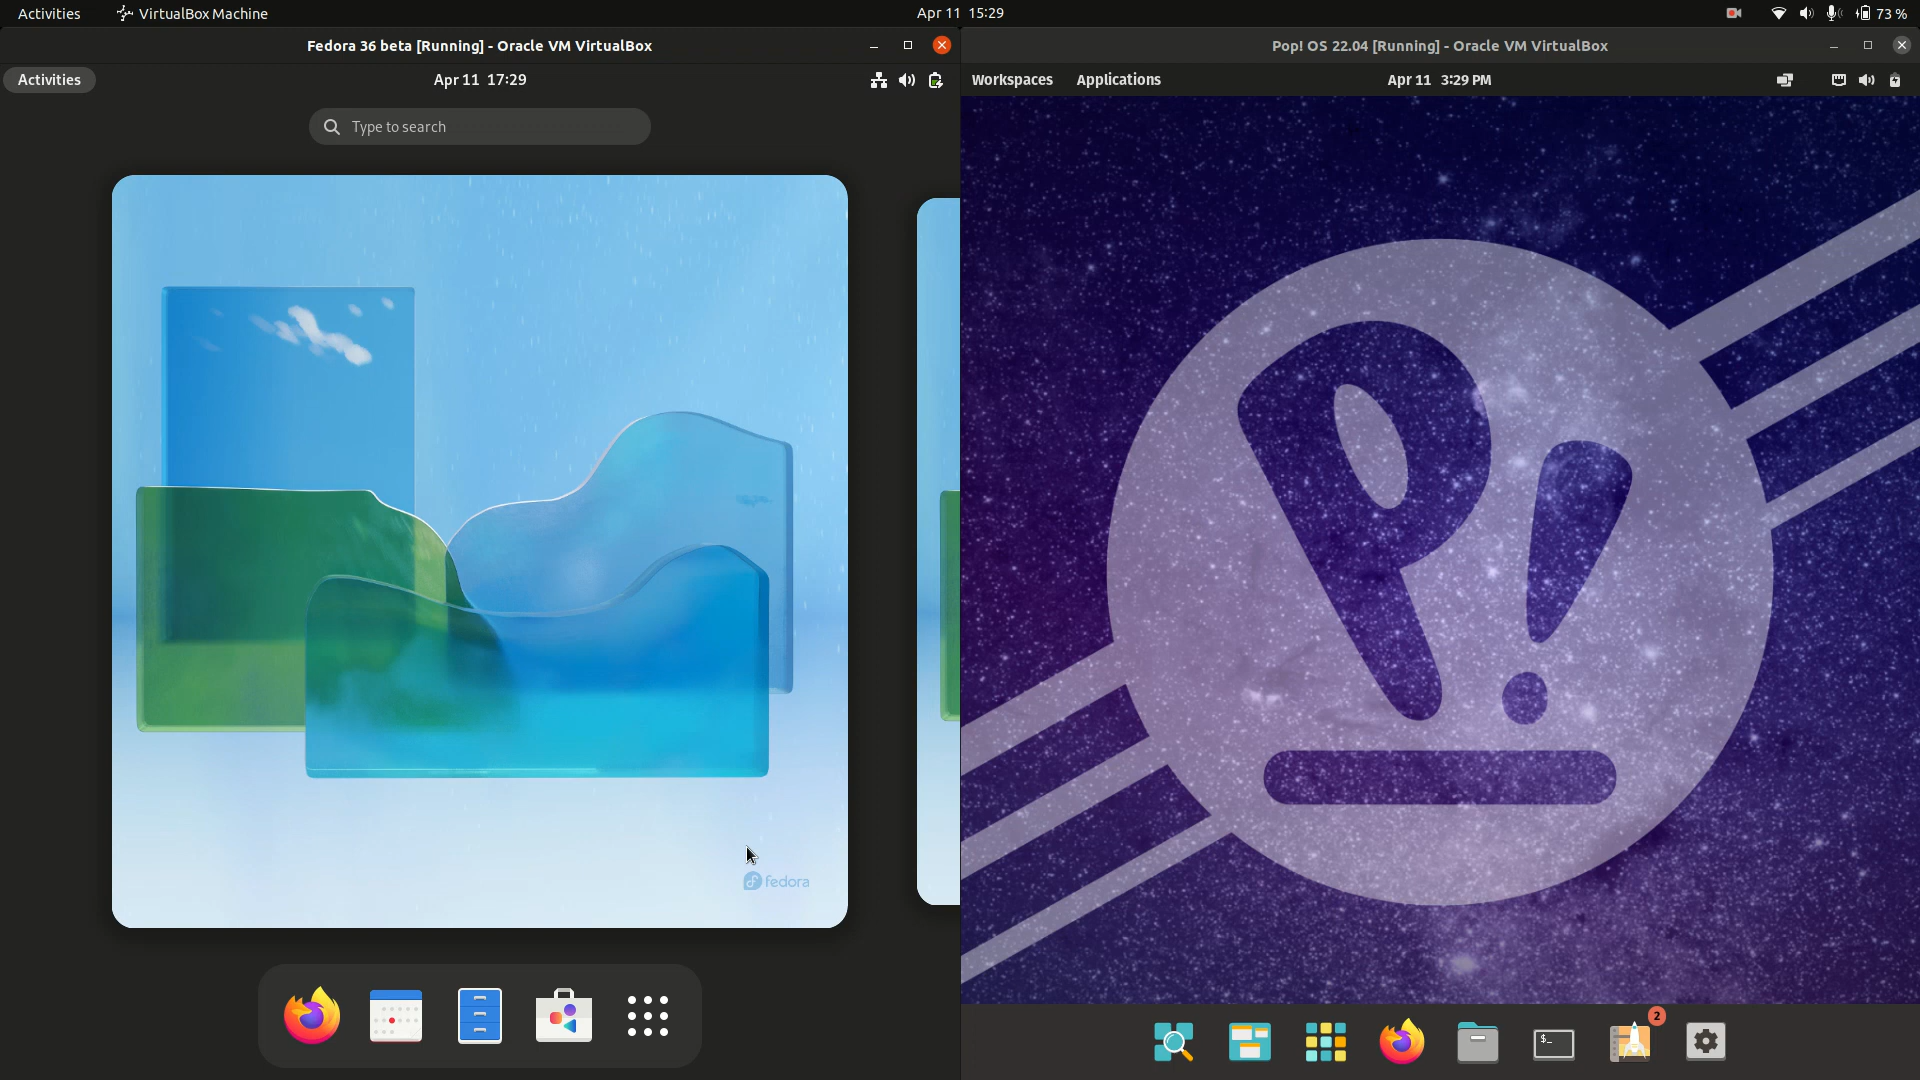 Activities VirtualBox Machine Apr 11 15:29 73 %
Fedora 36 beta [Running] - Oracle VM VirtualBox
Activities Apr 11 17:29
Type to search
fedora
Pop! OS 22.04 [Running] - Oracle VM VirtualBox
Workspaces Applications Apr 11 3:29 PM
P!
$_
2